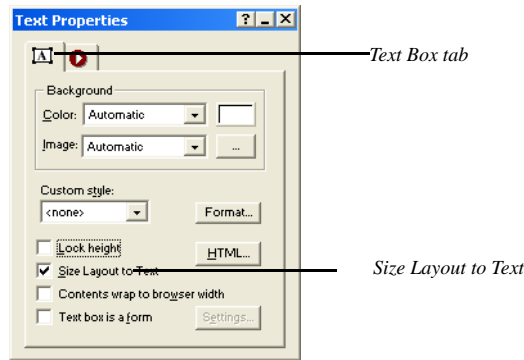 Text Properties
?
A
Text Box tab
Background
Color: Automatic
Image: Automatic ...
Custom style:
<none> Format...
Lock height
HTML...
Size Layout to Text
Size Layout to Text
Contents wrap to browser width
Text box is a form Settings...